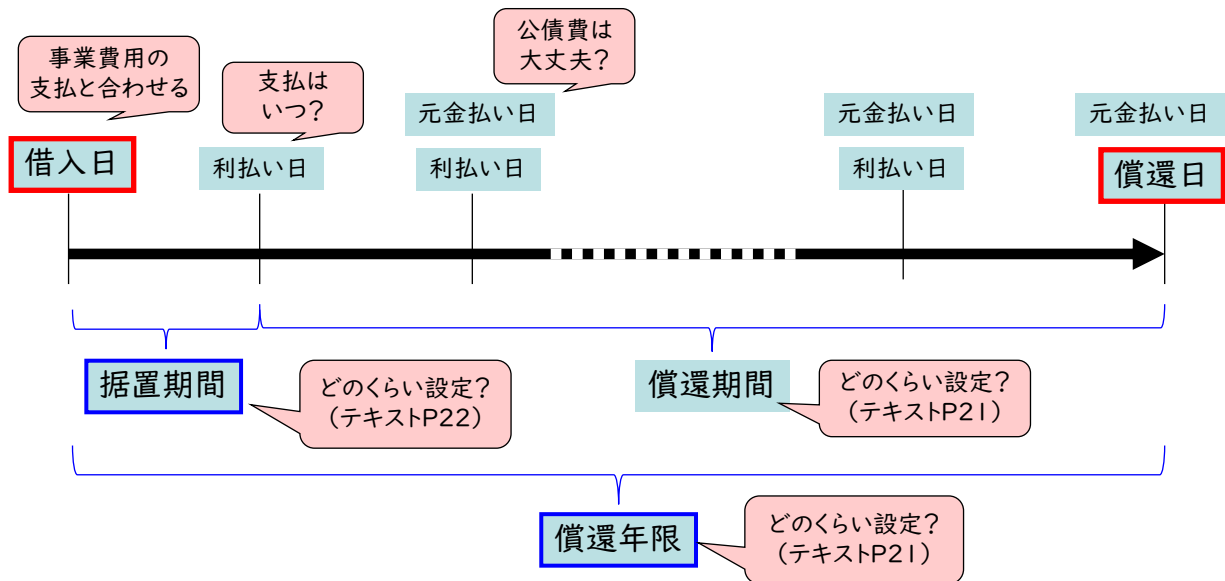 事業費用の
支払と合わせる
支払は
いつ?
公債費は
大丈夫?
元金払い日
元金払い日
元金払い日
借入日
利払い日
利払い日
利払い日
償還日
据置期間
どのくらい設定?
(テキストP22)
償還期間
どのくらい設定?
(テキストP21)
償還年限
どのくらい設定?
(テキストP21)